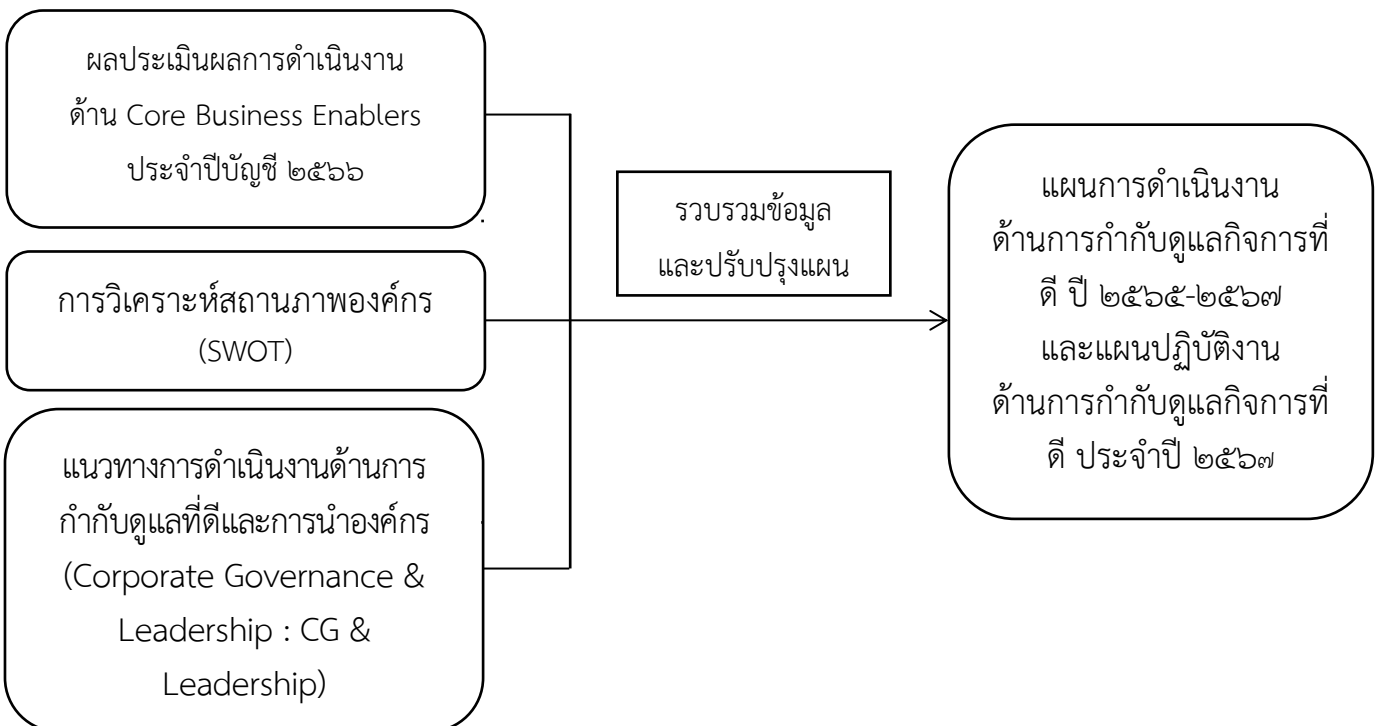 ผลประเมินผลการดำเนินงาน
ด้าน Core Business Enablers
ประจำปีบัญชี ๒๕๖๖
การวิเคราะห์สถานภาพองค์กร
(SWOT)
แนวทางการดำเนินงานด้านการ
กำกับดูแลที่ดีและการนำองค์กร
(Corporate Governance &
Leadership : CG &
Leadership)
รวบรวมข้อมูล
และปรับปรุงแผน
แผนการดำเนินงาน
ด้านการกำกับดูแลกิจการที่
ดี ปี ๒๕๖๕-๒๕๖๗
และแผนปฏิบัติงาน
ด้านการกำกับดูแลกิจการที่
ดี ประจำปี ๒๕๖๗